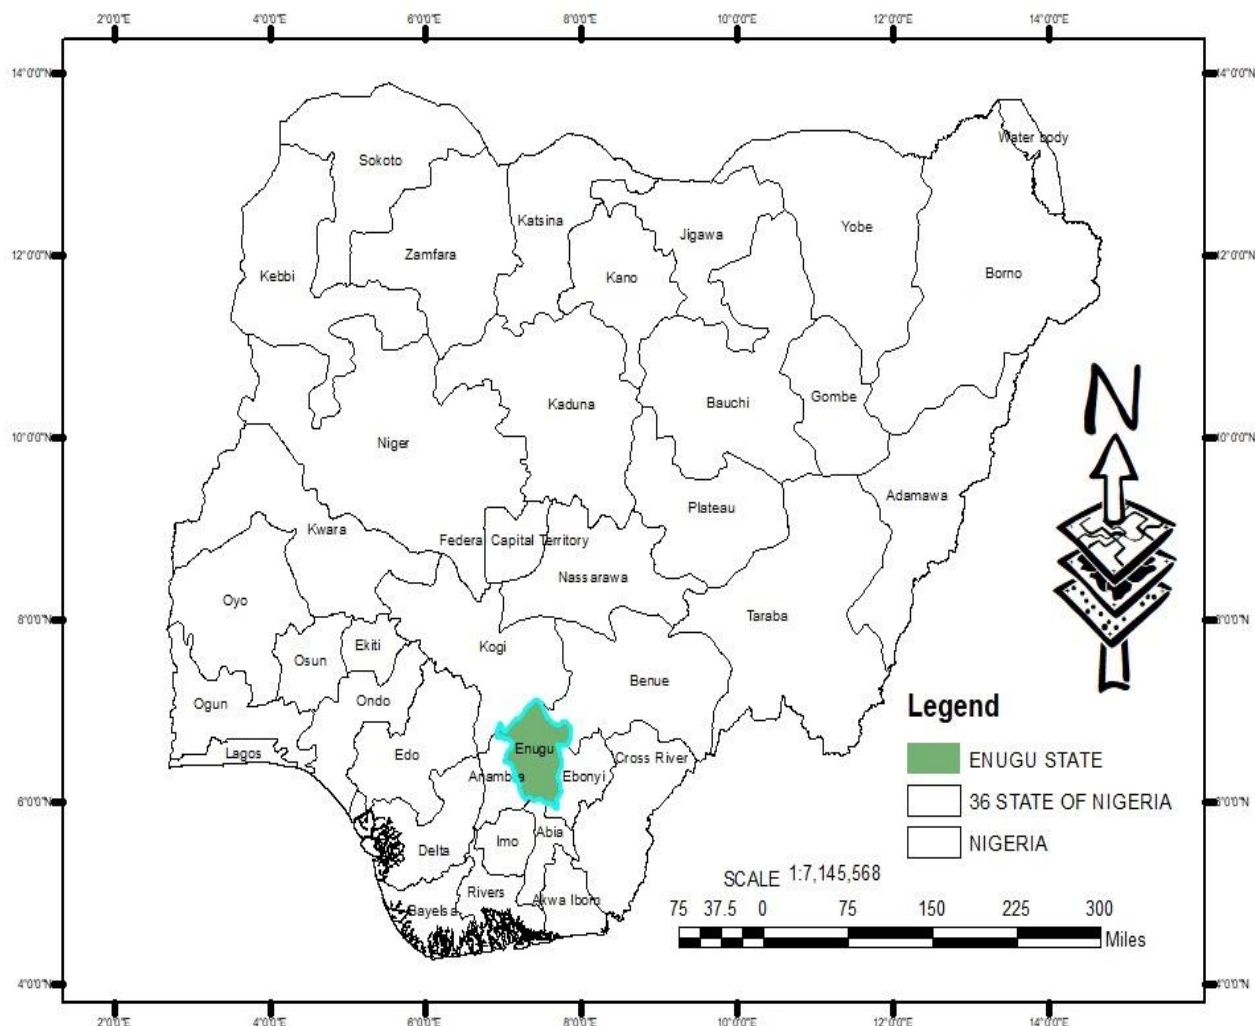 2°0'0"E 4°0'0"E 6°0'0"E 8°0'0"E 10°0'0"E 12°0'0"E 14°0'0"E
14°0'0"N 14°0'0"N
Water body
Sokoto
Katsina
Yobe
Jigawa
Zamfara
12°0'0"N 12°0'0"N
Kebbi
Kano
Borno
N
Gombe
Kaduna
Bauchi
Niger
10°0'0"N 10°0'0"N
Adamawa
Plateau
Kwara
Federal Capital Territory
Nassarawa
Oyo
Taraba
8°0'0"N 8°0'0"N
Ekiti
Kogi
Osun
Benue
Ogun
Ondo
Legend
Enugu
Lagos
Edo
Cross River
ENUGU STATE
Anambra
Ebonyi
6°0'0"N 6°0'0"N
36 STATE OF NIGERIA
Abia
Imo
NIGERIA
Delta
SCALE 1:7,145,568
Rivers
Akwa Ibom
Bayelsa
75 37.5 0 75 150 225 300
Miles
4°0'0"N 4°0'0"N
2°0'0"E 4°0'0"E 6°0'0"E 8°0'0"E 10°0'0"E 12°0'0"E 14°0'0"E